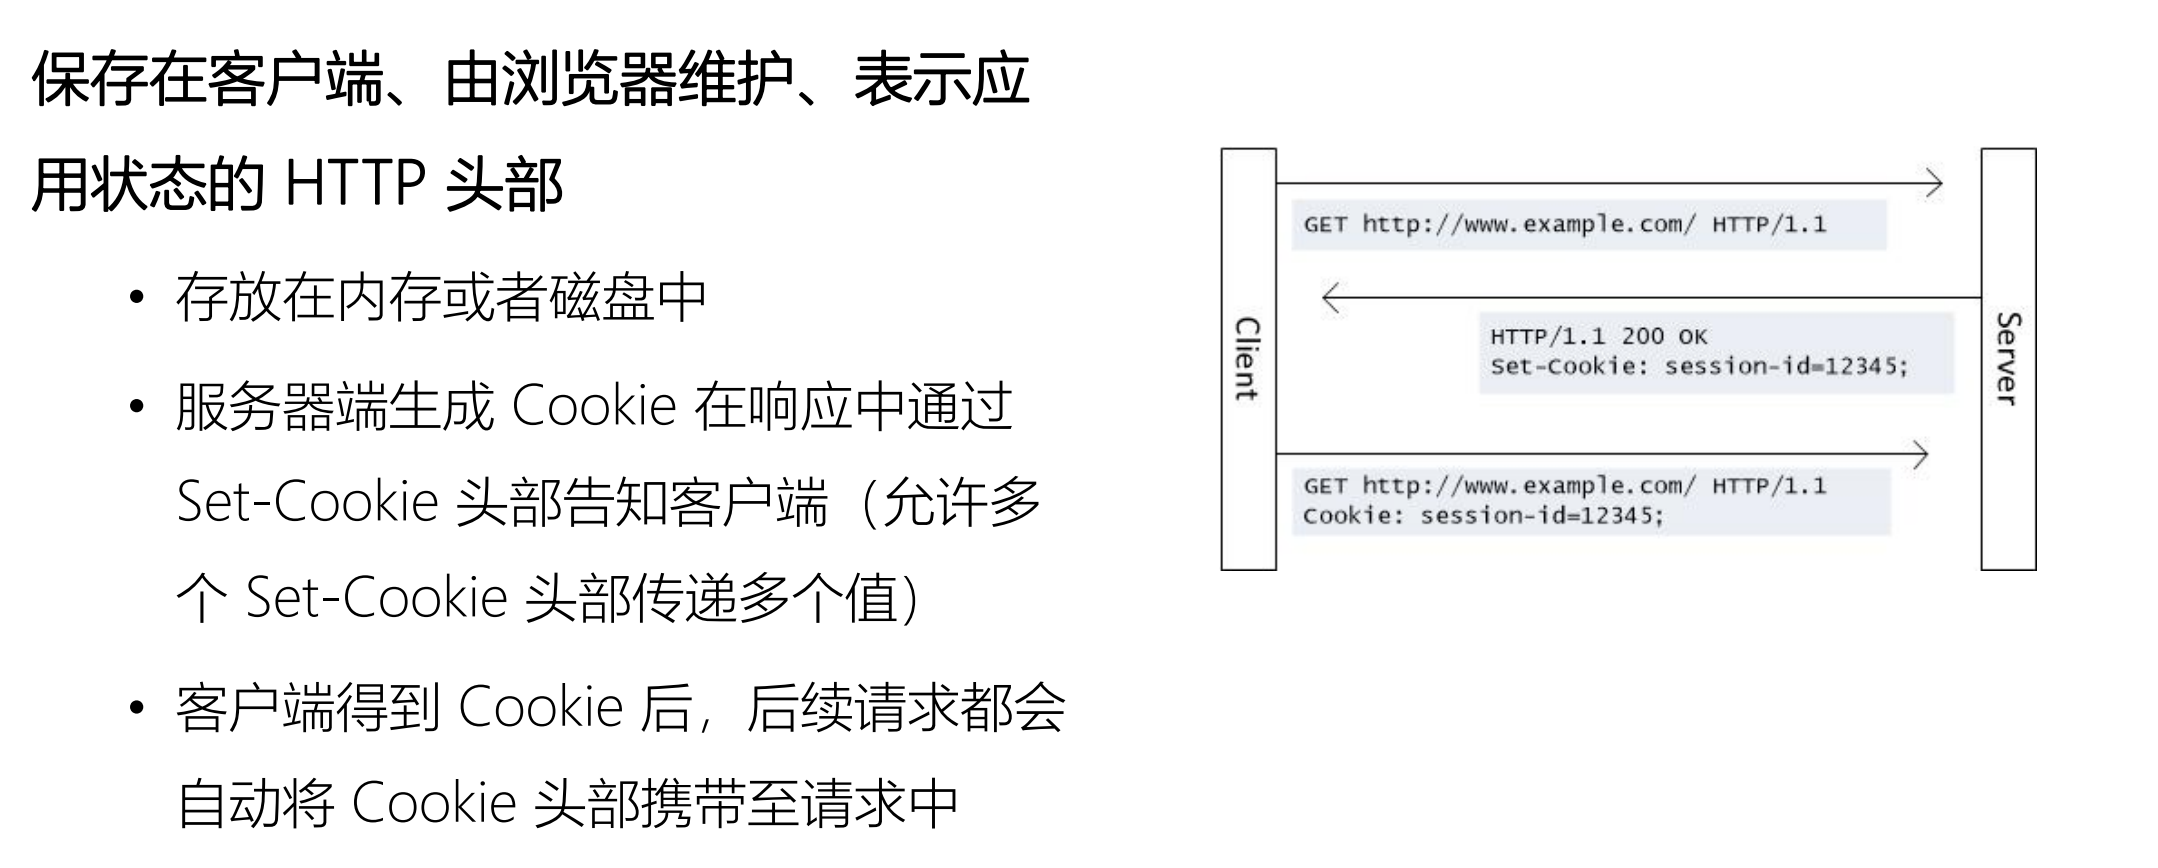 保存在客户端、由浏览器维护、表示应
用状态的 HTTP 头部
• 存放在内存或者磁盘中
• 服务器端生成 Cookie 在响应中通过
Set-Cookie 头部告知客户端（允许多
个 Set-Cookie 头部传递多个值）
• 客户端得到 Cookie 后，后续请求都会
自动将 Cookie 头部携带至请求中
Client
GET http://www.example.com/ HTTP/1.1
HTTP/1.1 200 OK
Set-Cookie: session-id=12345;
GET http://www.example.com/ HTTP/1.1
Cookie: session-id=12345;
Server